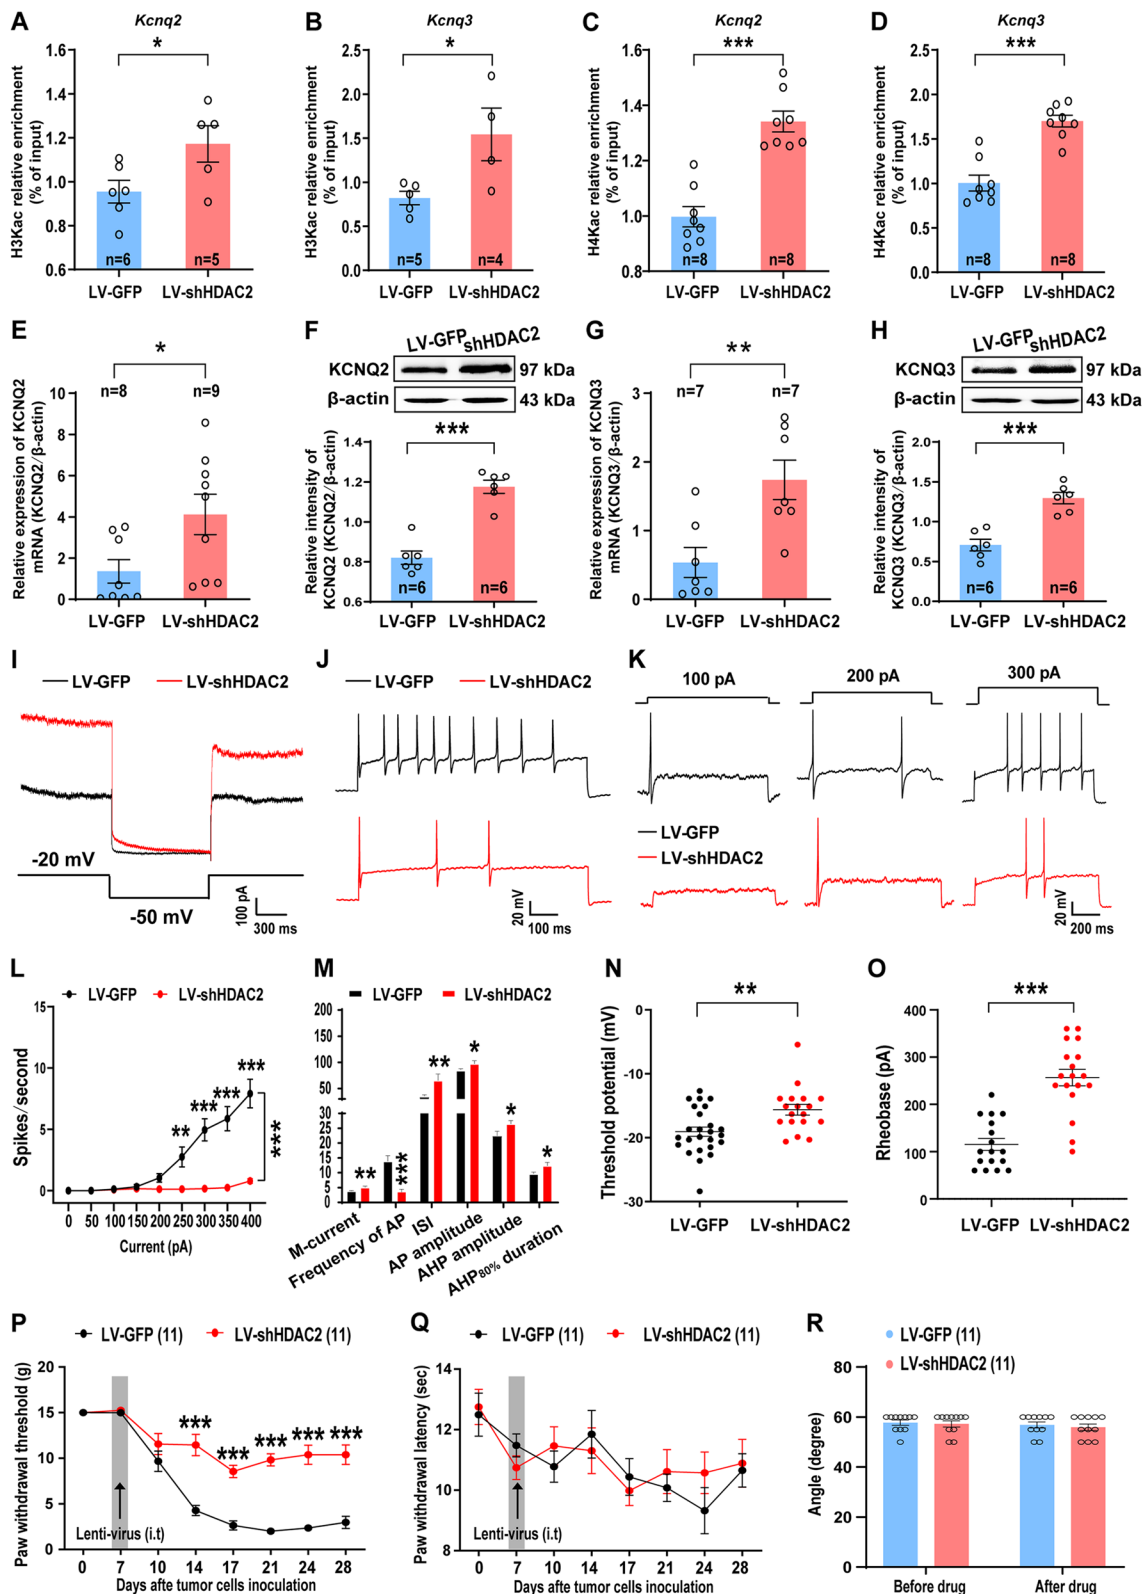 A
Kcnq2
*
H3Kac relative enrichment
(% of input)
1.6
1.4
1.2
1.0
0.8
0.6
n=6
n=5
LV-GFP
LV-shHDAC2
B
Kcnq3
*
H3Kac relative enrichment
(% of input)
2.5
2.0
1.5
1.0
0.5
0.0
n=5
n=4
LV-GFP
LV-shHDAC2
C
Kcnq2
***
H4Kac relative enrichment
(% of input)
1.6
1.4
1.2
1.0
0.8
n=8
n=8
LV-GFP
LV-shHDAC2
D
Kcnq3
***
H4Kac relative enrichment
(% of input)
2.5
2.0
1.5
1.0
0.5
0.0
n=8
n=8
LV-GFP
LV-shHDAC2
E
*
Relative expression of KCNQ2
mRNA (KCNQ2/β-actin)
10
8
6
4
2
0
n=8
n=9
LV-GFP
LV-shHDAC2
F
LV-GFP
shHDAC2
KCNQ2
97 kDa
β-actin
43 kDa
***
Relative intensity of
KCNQ2 (KCNQ2/β-actin)
1.4
1.2
1.0
0.8
0.6
n=6
n=6
LV-GFP
LV-shHDAC2
G
**
Relative expression of KCNQ3
mRNA (KCNQ3/β-actin)
3
2
1
0
n=7
n=7
LV-GFP
LV-shHDAC2
H
LV-GFP
shHDAC2
KCNQ3
97 kDa
β-actin
43 kDa
***
Relative intensity of
KCNQ3 (KCNQ3/β-actin)
2.0
1.5
1.0
0.5
0.0
n=6
n=6
LV-GFP
LV-shHDAC2
I
LV-GFP
LV-shHDAC2
-20 mV
-50 mV
100 pA
300 ms
J
LV-GFP
LV-shHDAC2
20 mV
100 ms
K
100 pA
200 pA
300 pA
LV-GFP
LV-shHDAC2
20 mV
200 ms
L
LV-GFP
LV-shHDAC2
Spikes/second
15
10
5
0
**
***
***
***
***
0 50 100 150 200 250 300 350 400
Current (pA)
M
LV-GFP
LV-shHDAC2
200
150
100
50
30
25
20
15
10
5
0
**
***
**
*
*
*
M-current
Frequency of AP
ISI
AP amplitude
AHP amplitude
AHP80% duration
N
**
Threshold potential (mV)
0
-10
-20
-30
LV-GFP
LV-shHDAC2
O
***
Rheobase (pA)
400
300
200
100
0
LV-GFP
LV-shHDAC2
P
LV-GFP (11)
LV-shHDAC2 (11)
Paw withdrawal threshold (g)
20
15
10
5
0
***
***
***
***
***
Lenti-virus (i.t)
0 7 10 14 17 21 24 28
Days afte tumor cells inoculation
Q
LV-GFP (11)
LV-shHDAC2 (11)
Paw withdrawal latency (sec)
14
12
10
8
Lenti-virus (i.t)
0 7 10 14 17 21 24 28
Days afte tumor cells inoculation
R
LV-GFP (11)
LV-shHDAC2 (11)
Angle (degree)
80
60
40
20
0
Before drug
After drug